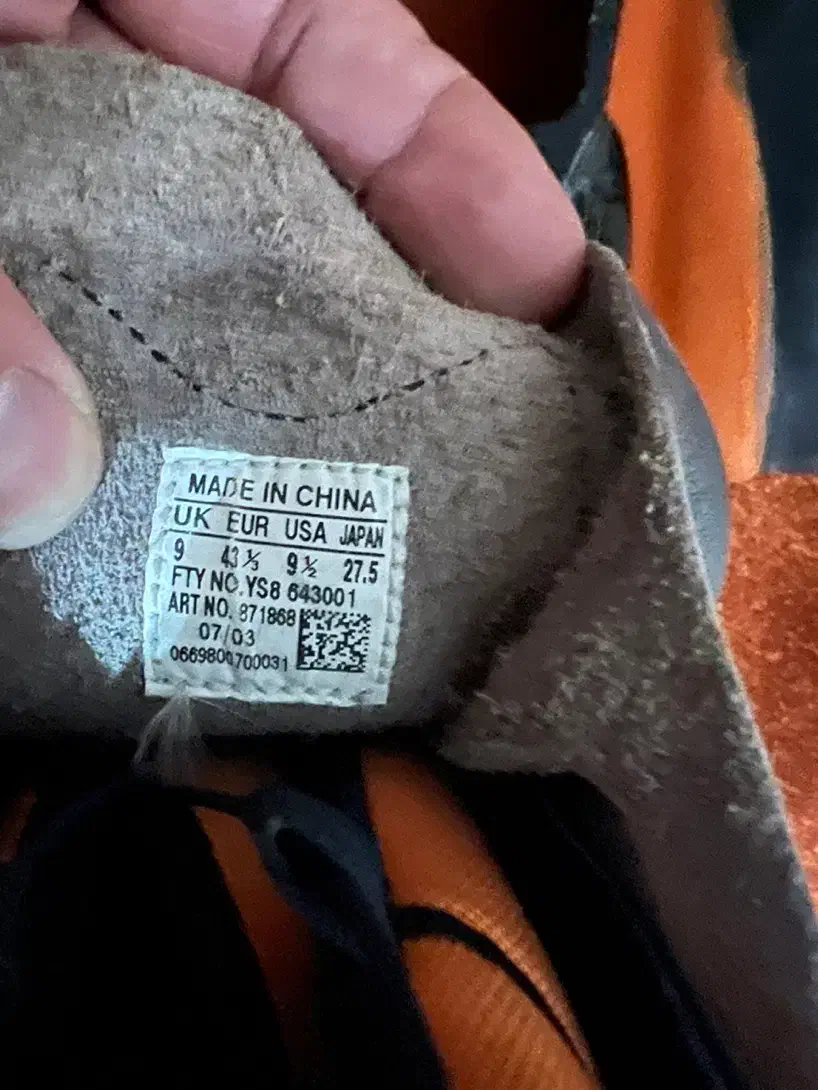 MADE IN CHINA
UK EUR USA JAPAN
9 43⅓ 9½ 27.5
FTY NO. YS8 643001
ART NO. 871868
07/03
0669800700031